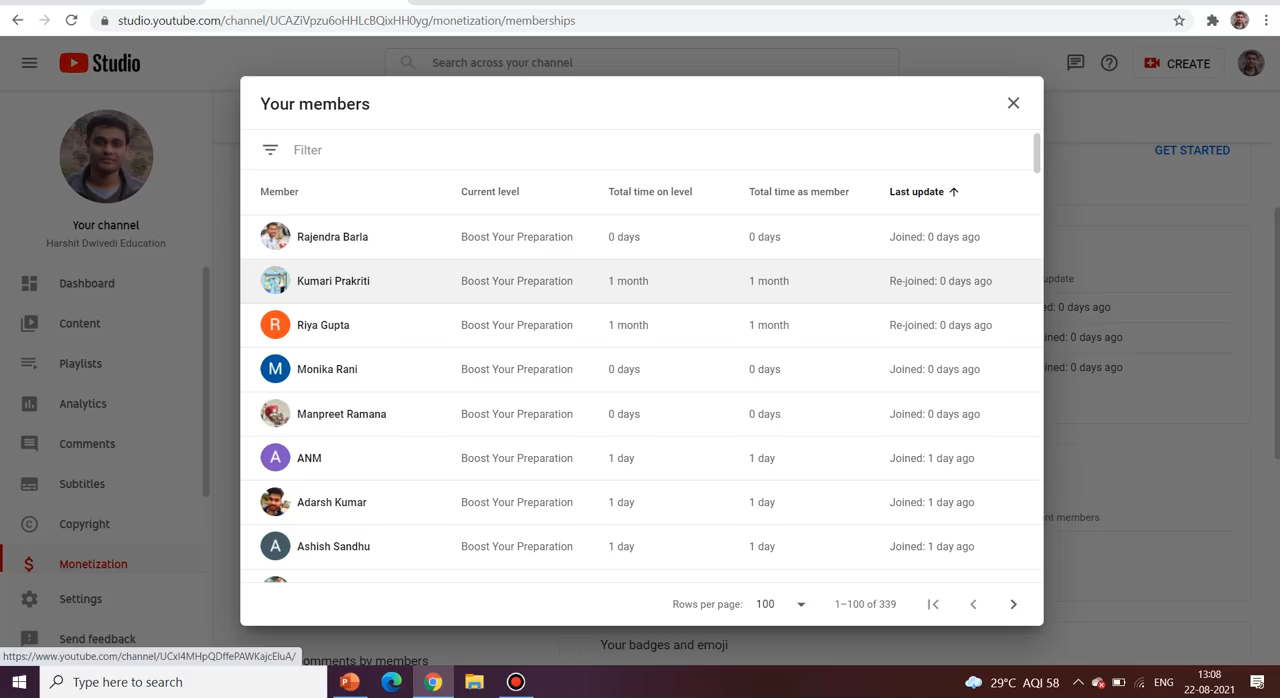 studio.youtube.com/channel/UCAZiVpzu6oHHLcBQixHH0yg/monetization/memberships
Studio
Search across your channel
CREATE
Your members
Filter
GET STARTED
Member Current level Total time on level Total time as member Last update
Rajendra Barla Boost Your Preparation 0 days 0 days Joined: 0 days ago
Kumari Prakriti Boost Your Preparation 1 month 1 month Re-joined: 0 days ago
R Riya Gupta Boost Your Preparation 1 month 1 month Re-joined: 0 days ago
M Monika Rani Boost Your Preparation 0 days 0 days Joined: 0 days ago
Manpreet Ramana Boost Your Preparation 0 days 0 days Joined: 0 days ago
A ANM Boost Your Preparation 1 day 1 day Joined: 1 day ago
Adarsh Kumar Boost Your Preparation 1 day 1 day Joined: 1 day ago
A Ashish Sandhu Boost Your Preparation 1 day 1 day Joined: 1 day ago
Rows per page: 100 1–100 of 339
Your channel
Harshit Dwivedi Education
Dashboard
Content
Playlists
Analytics
Comments
Subtitles
Copyright
Monetization
Settings
Send feedback
update
ed: 0 days ago
ined: 0 days ago
ined: 0 days ago
nt members
Your badges and emoji
omments by members
Type here to search
29°C AQI 58
ENG
13:08
22-08-2021